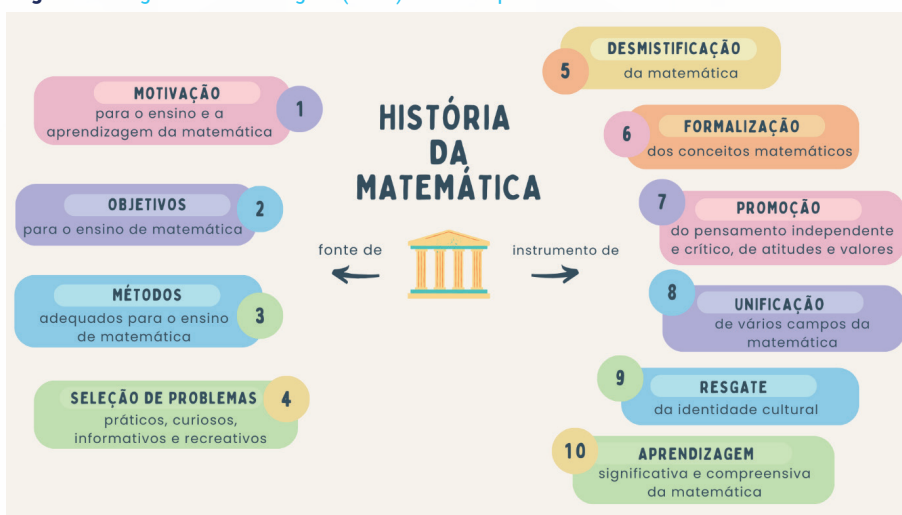 HISTÓRIA
DA
MATEMÁTICA
fonte de
instrumento de
MOTIVAÇÃO
para o ensino e a
aprendizagem da matemática
1
OBJETIVOS
para o ensino de matemática
2
MÉTODOS
adequados para o ensino
de matemática
3
SELEÇÃO DE PROBLEMAS
práticos, curiosos,
informativos e recreativos
4
5
DESMISTIFICAÇÃO
da matemática
6
FORMALIZAÇÃO
dos conceitos matemáticos
7
PROMOÇÃO
do pensamento independente
e crítico, de atitudes e valores
8
UNIFICAÇÃO
de vários campos da
matemática
9
RESGATE
da identidade cultural
10
APRENDIZAGEM
significativa e compreensiva
da matemática